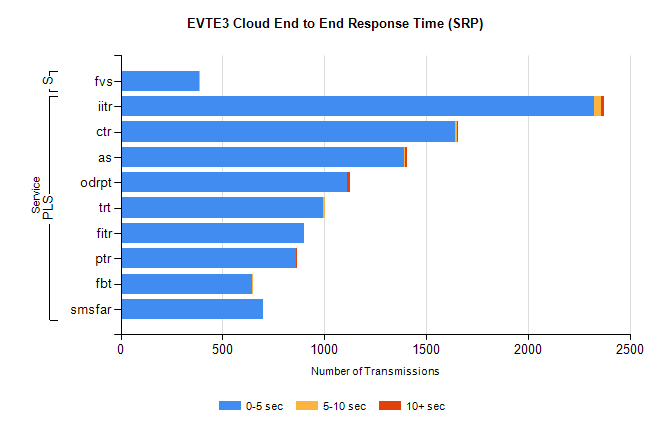 EVTE3 Cloud End to End Response Time (SRP)
fvs
iitr
ctr
as
odrpt
trt
fitr
ptr
fbt
smsfar
Service
PLS
0 500 1000 1500 2000 2500
Number of Transmissions
0-5 sec 5-10 sec 10+ sec